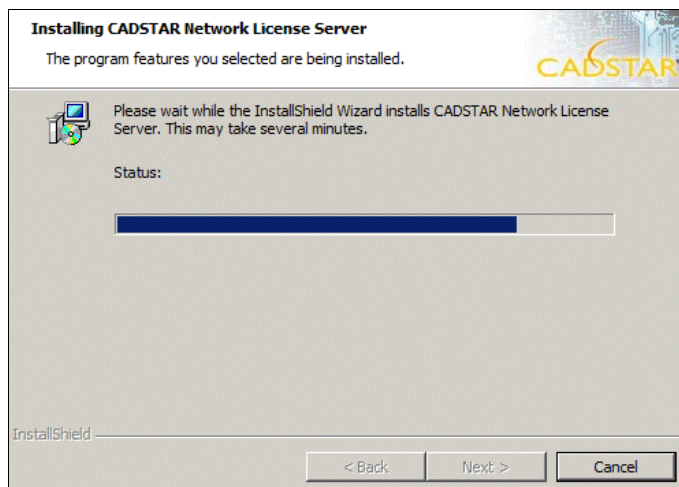 Installing CADSTAR Network License Server
The program features you selected are being installed.
CADSTAR
Please wait while the InstallShield Wizard installs CADSTAR Network License
Server. This may take several minutes.
Status:
InstallShield
< Back
Next >
Cancel